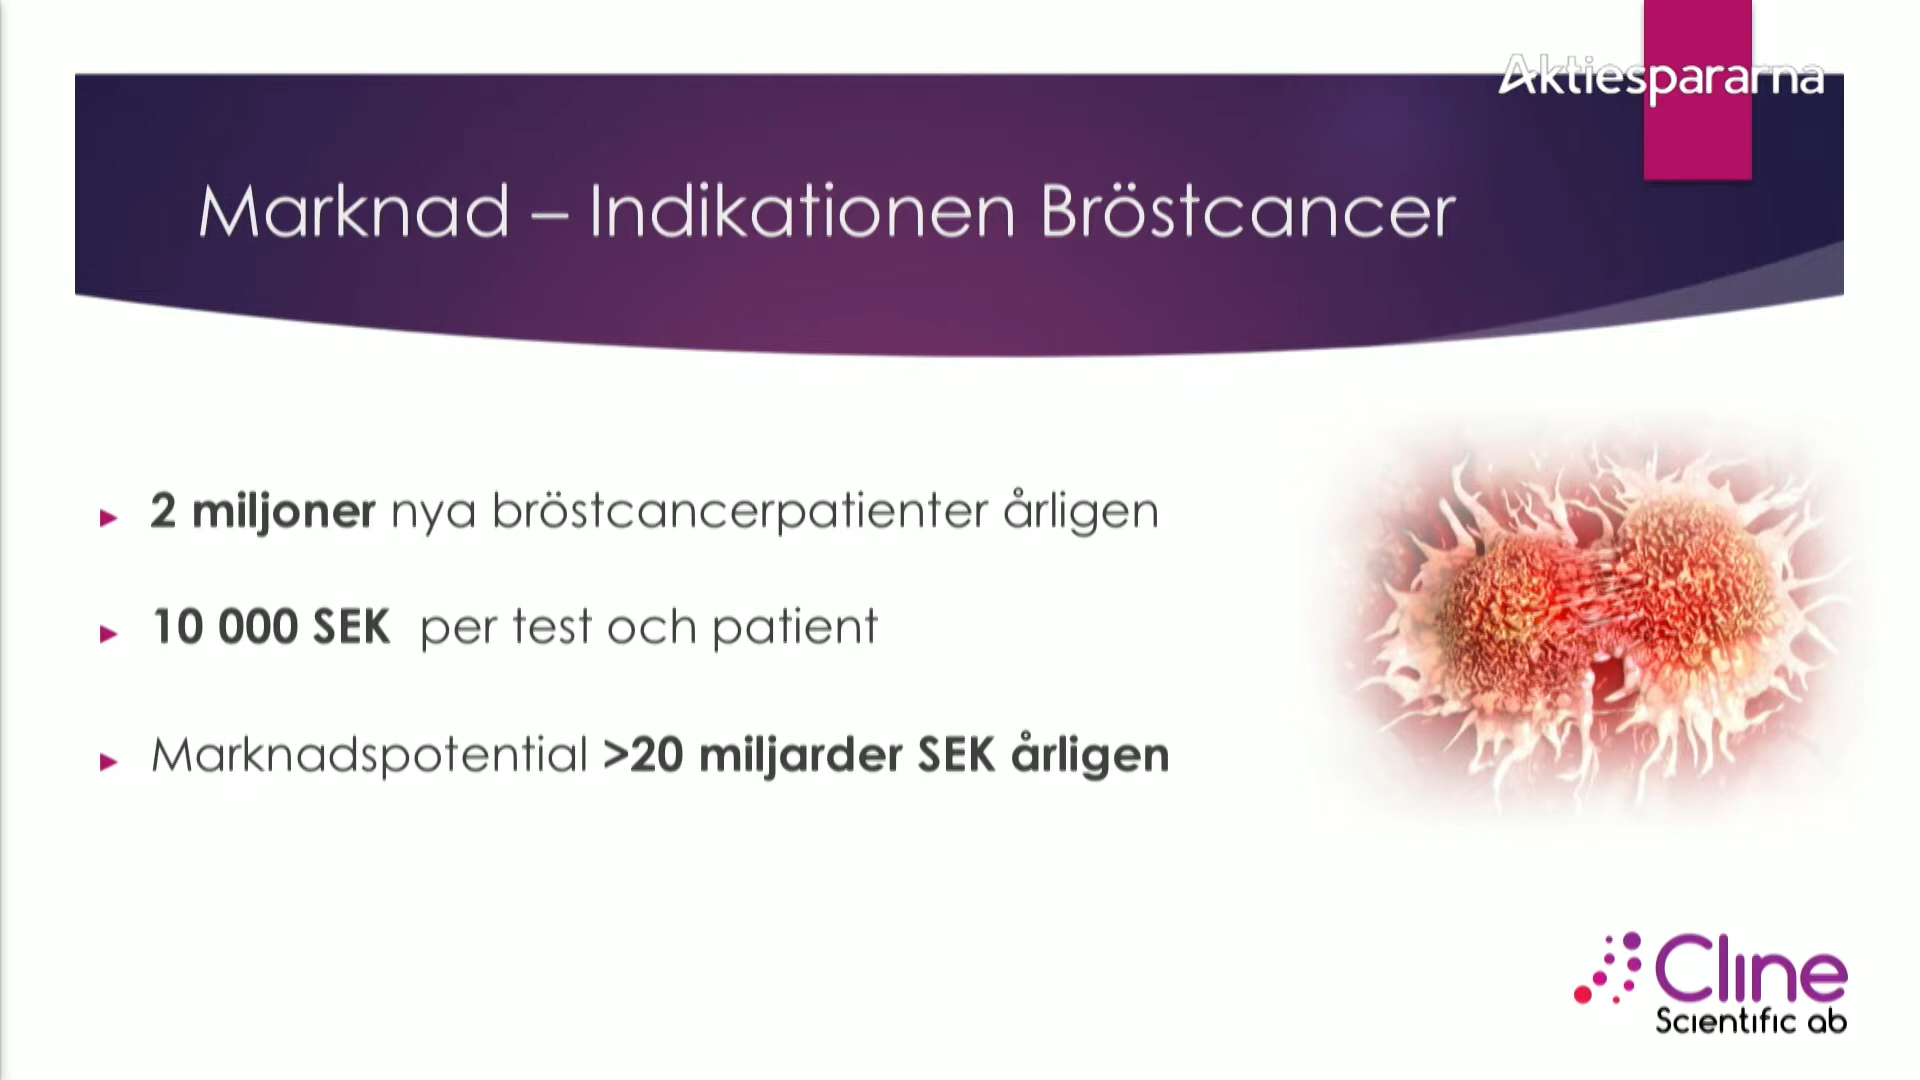 Aktiespararna
Marknad – Indikationen Bröstcancer
2 miljoner nya bröstcancerpatienter årligen
10 000 SEK per test och patient
Marknadspotential >20 miljarder SEK årligen
Cline
Scientific ab